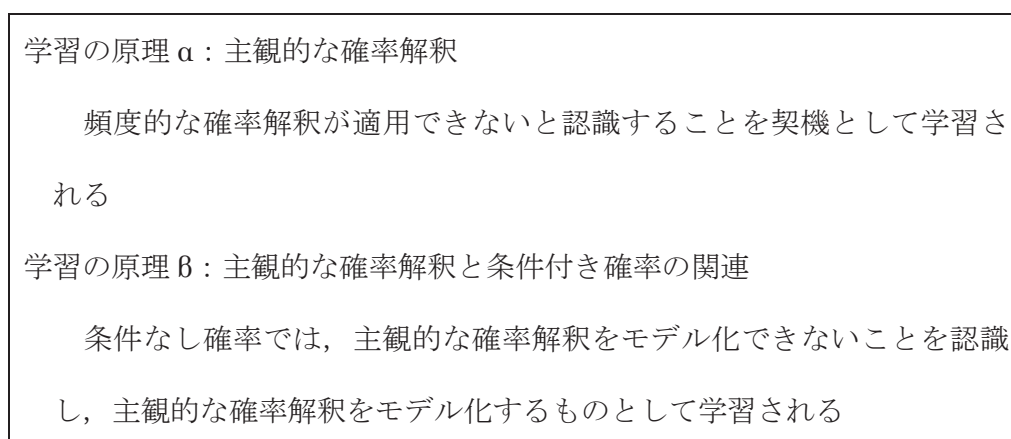 学習の原理 α：主観的な確率解釈
頻度的な確率解釈が適用できないと認識することを契機として学習さ
れる
学習の原理 β：主観的な確率解釈と条件付き確率の関連
条件なし確率では，主観的な確率解釈をモデル化できないことを認識
し，主観的な確率解釈をモデル化するものとして学習される